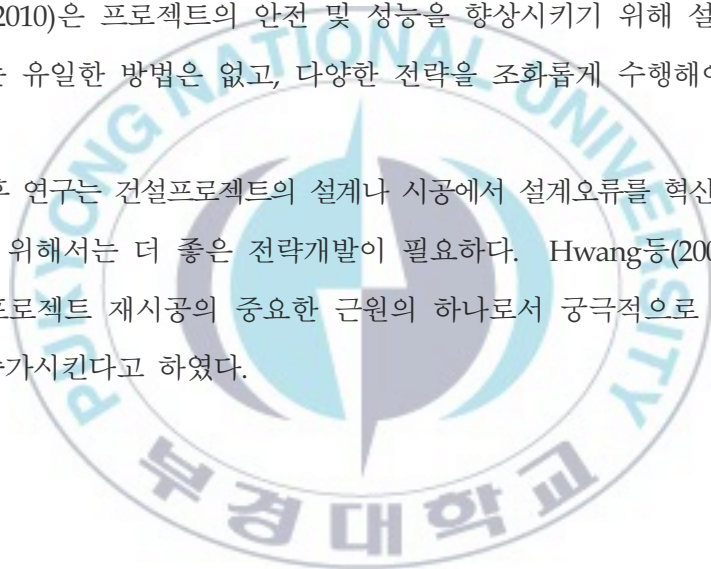 2010)은 프로젝트의 안전 및 성능을 향상시키기 위해 설
는 유일한 방법은 없고, 다양한 전략을 조화롭게 수행해야
연구는 건설프로젝트의 설계나 시공에서 설계오류를 혁신
위해서는 더 좋은 전략개발이 필요하다. Hwang등(200
프로젝트 재시공의 중요한 근원의 하나로서 궁극적으로
증가시킨다고 하였다.
PUKYONG NATIONAL UNIVERSITY
부경대학교